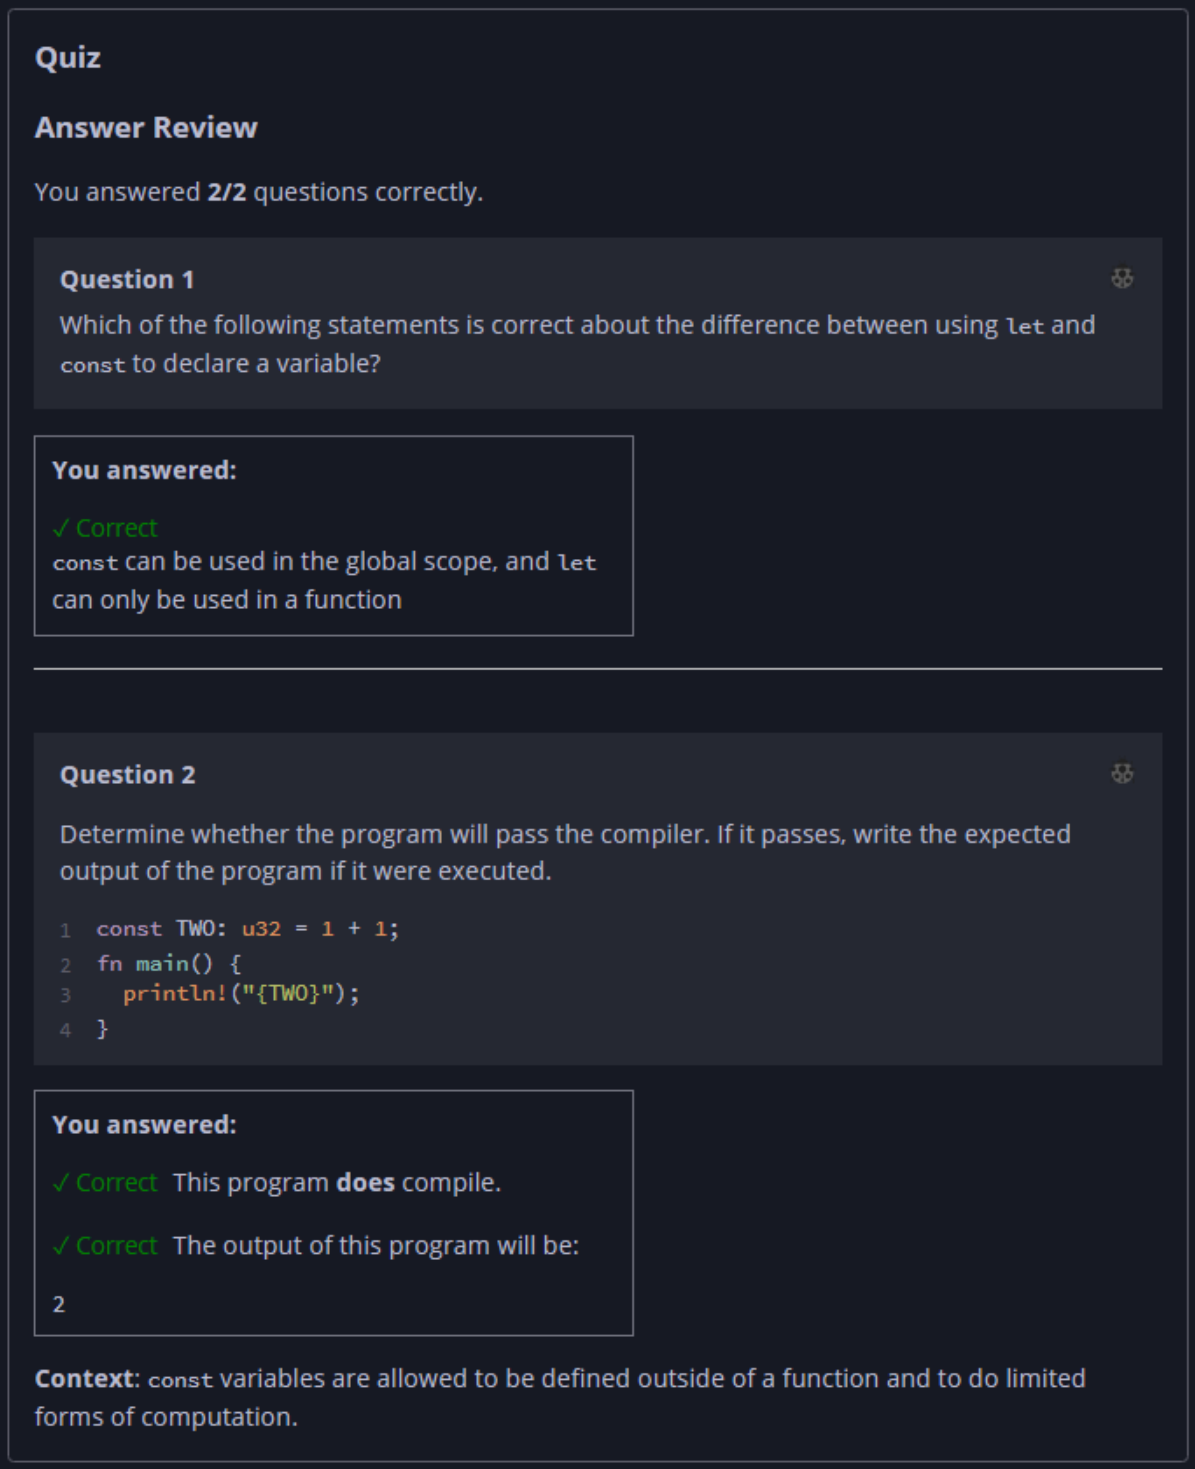 Quiz
Answer Review
You answered 2/2 questions correctly.
Question 1
Which of the following statements is correct about the difference between using let and
const to declare a variable?
You answered:
✓ Correct
const can be used in the global scope, and let
can only be used in a function
Question 2
Determine whether the program will pass the compiler. If it passes, write the expected
output of the program if it were executed.
1 const TWO: u32 = 1 + 1;
2 fn main() {
3   println!("{TWO}");
4 }
You answered:
✓ Correct This program does compile.
✓ Correct The output of this program will be:
2
Context: const variables are allowed to be defined outside of a function and to do limited
forms of computation.